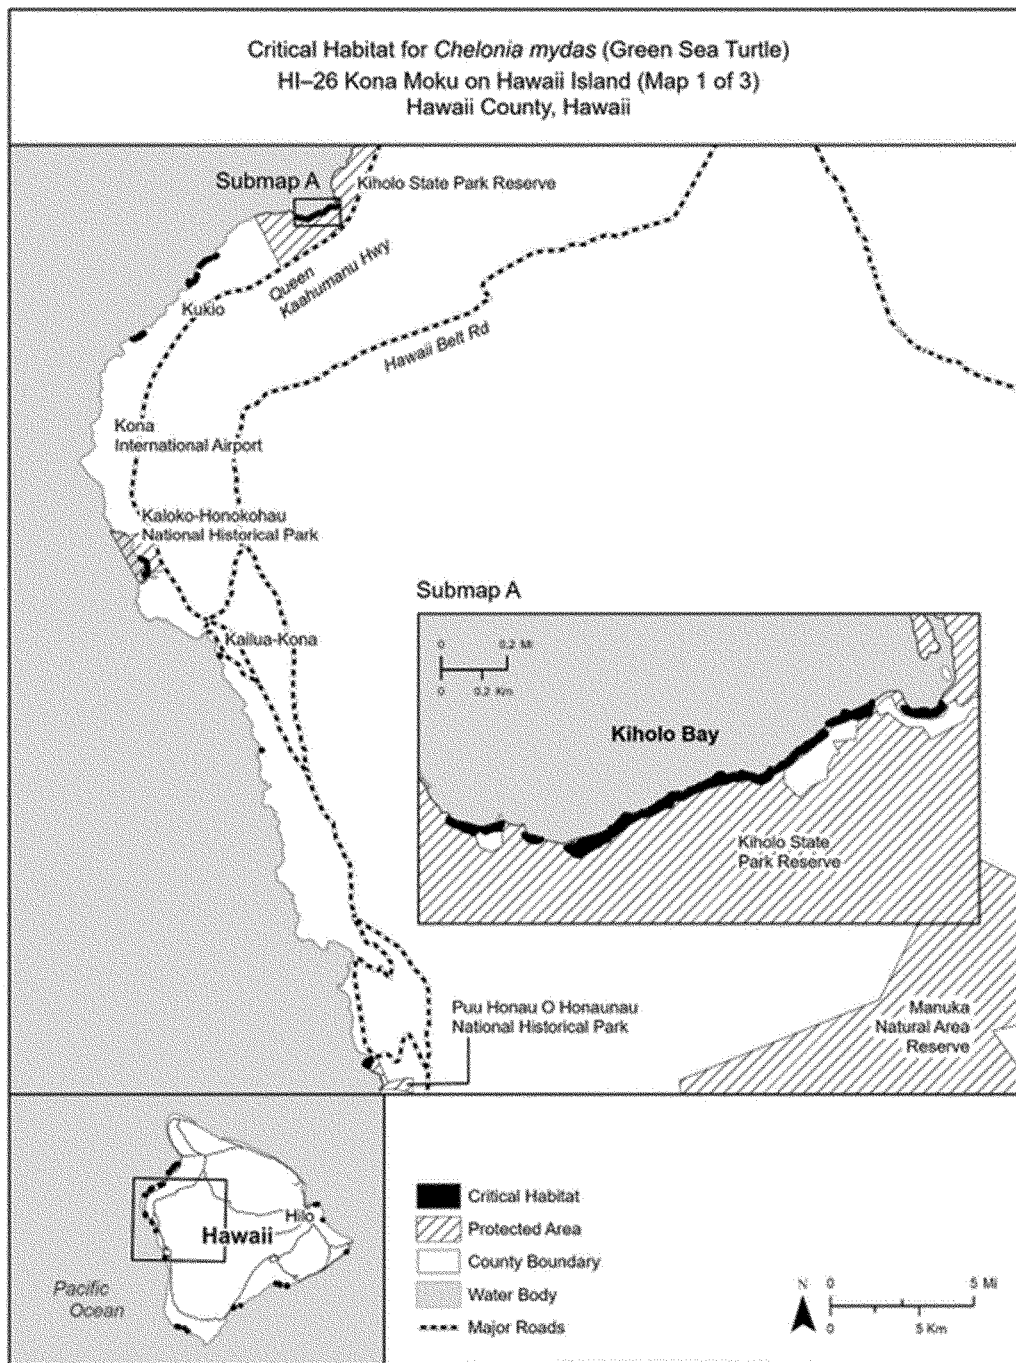 Critical Habitat for Chelonia mydas (Green Sea Turtle)
HI–26 Kona Moku on Hawaii Island (Map 1 of 3)
Hawaii County, Hawaii
Submap A
Kiholo State Park Reserve
Queen
Kaahumanu Hwy
Kukio
Hawaii Belt Rd
Kona
International Airport
Kaloko-Honokohau
National Historical Park
Kailua-Kona
Submap A
0 0.2 Mi
0 0.2 Km
Kiholo Bay
Kiholo State
Park Reserve
Puu Honau O Honaunau
National Historical Park
Manuka
Natural Area
Reserve
Hilo
Hawaii
Pacific
Ocean
Critical Habitat
Protected Area
County Boundary
Water Body
Major Roads
N
0 5 Mi
0 5 Km